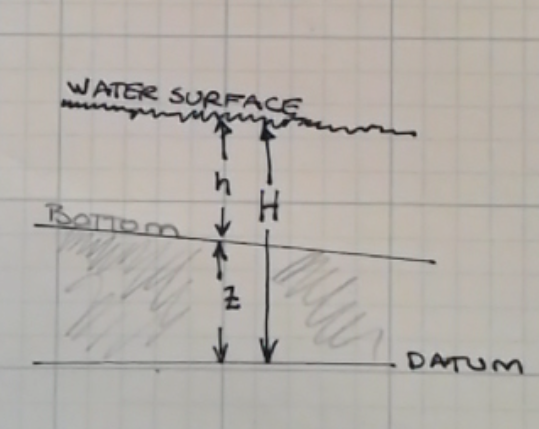 WATER SURFACE
h
H
BOTTOM
z
DATUM